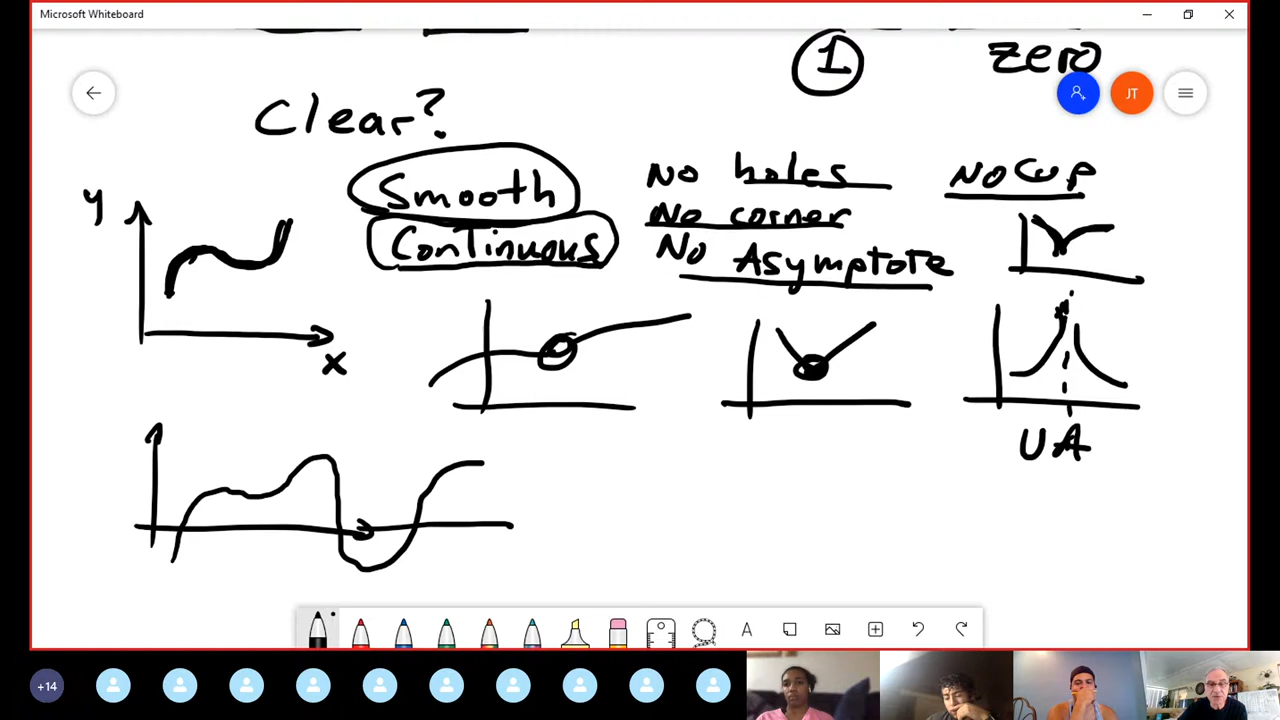 Microsoft Whiteboard
1
zero
JT
Clear?
Smooth
Continuous
No holes
No corner
No Asymptote
No Cup
y
x
UA
A
+14